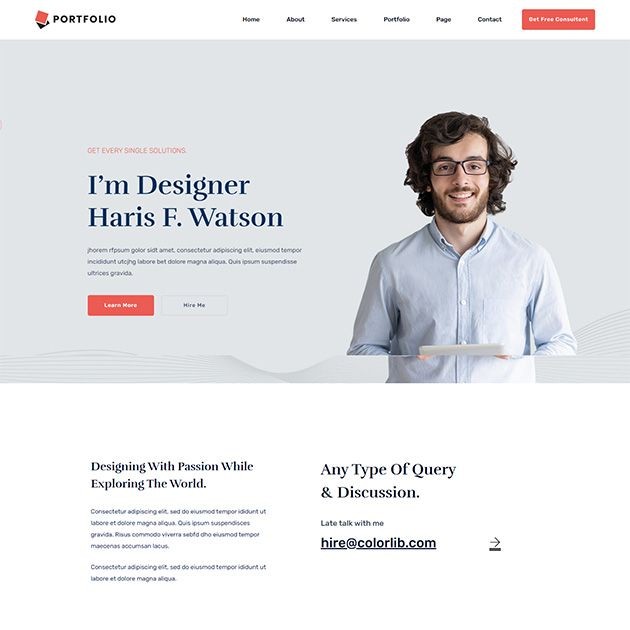 PORTFOLIO
Home About Services Portfolio Page Contact Get Free Consultent
GET EVERY SINGLE SOLUTIONS.
I'm Designer
Haris F. Watson
jhorem rfpsum golor sidt amet, consectetur adipiscing elit, eiusmod tempor
incididunt utcjhg labore bet dolore magna aliqua. Quis ipsum suspendisse
ultrices gravida.
Learn More Hire Me
Designing With Passion While
Exploring The World.
Consectetur adipiscing elit, sed do eiusmod tempor ididunt ut
labore et dolore magna aliqua. Quis ipsum suspendisces
gravida. Risus commodo viverra sebfd dho eiusmod tempor
maecenas accumsan lacus.
Consectetur adipiscing elit, sed do eiusmod tempor ididunt ut
labore et dolore magna aliqua.
Any Type Of Query
& Discussion.
Late talk with me
hire@colorlib.com